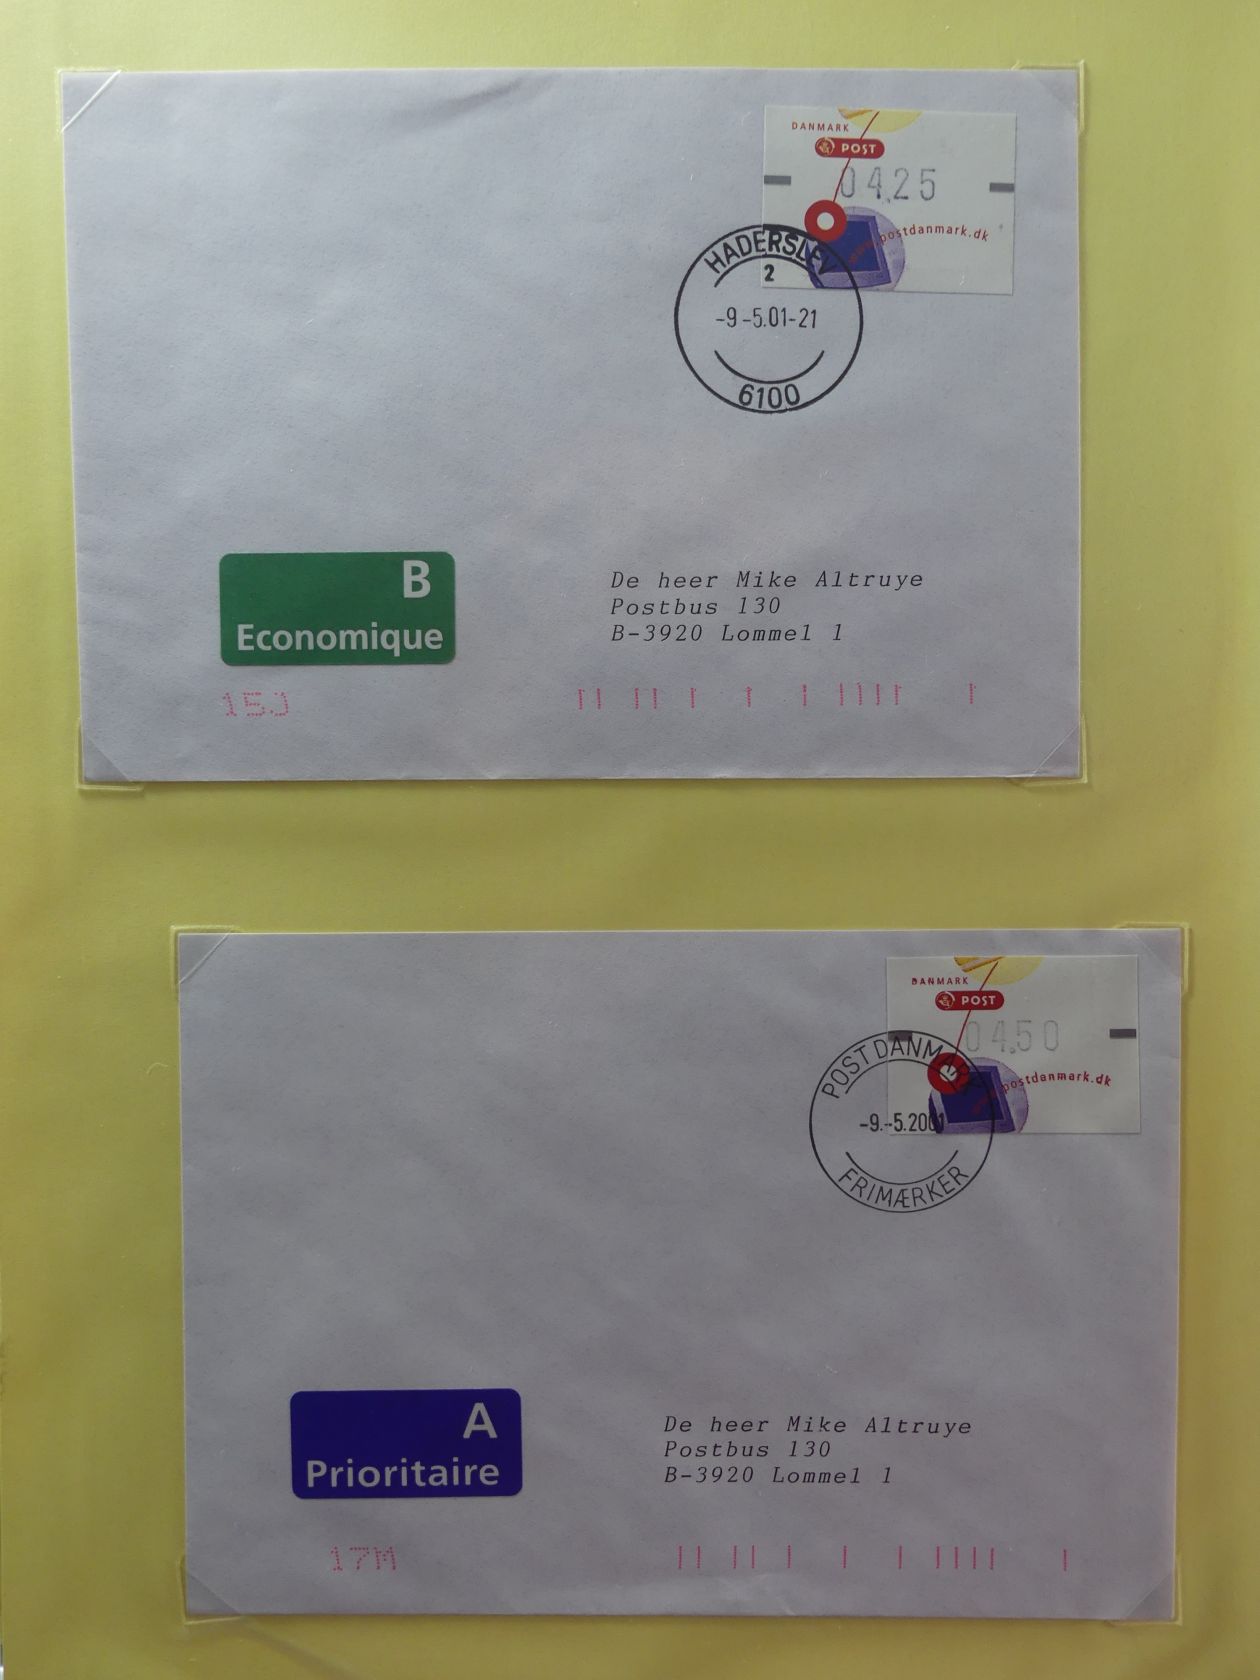 DANMARK
POST
04.25
www.postdanmark.dk
HADERSLEV
2
-9-5.01-21
6100
B
Economique
De heer Mike Altruye
Postbus 130
B-3920 Lommel 1
15J
DANMARK
POST
04.50
www.postdanmark.dk
POST DANMARK
-9.-5.2001
FRIMÆRKER
A
Prioritaire
De heer Mike Altruye
Postbus 130
B-3920 Lommel 1
17M